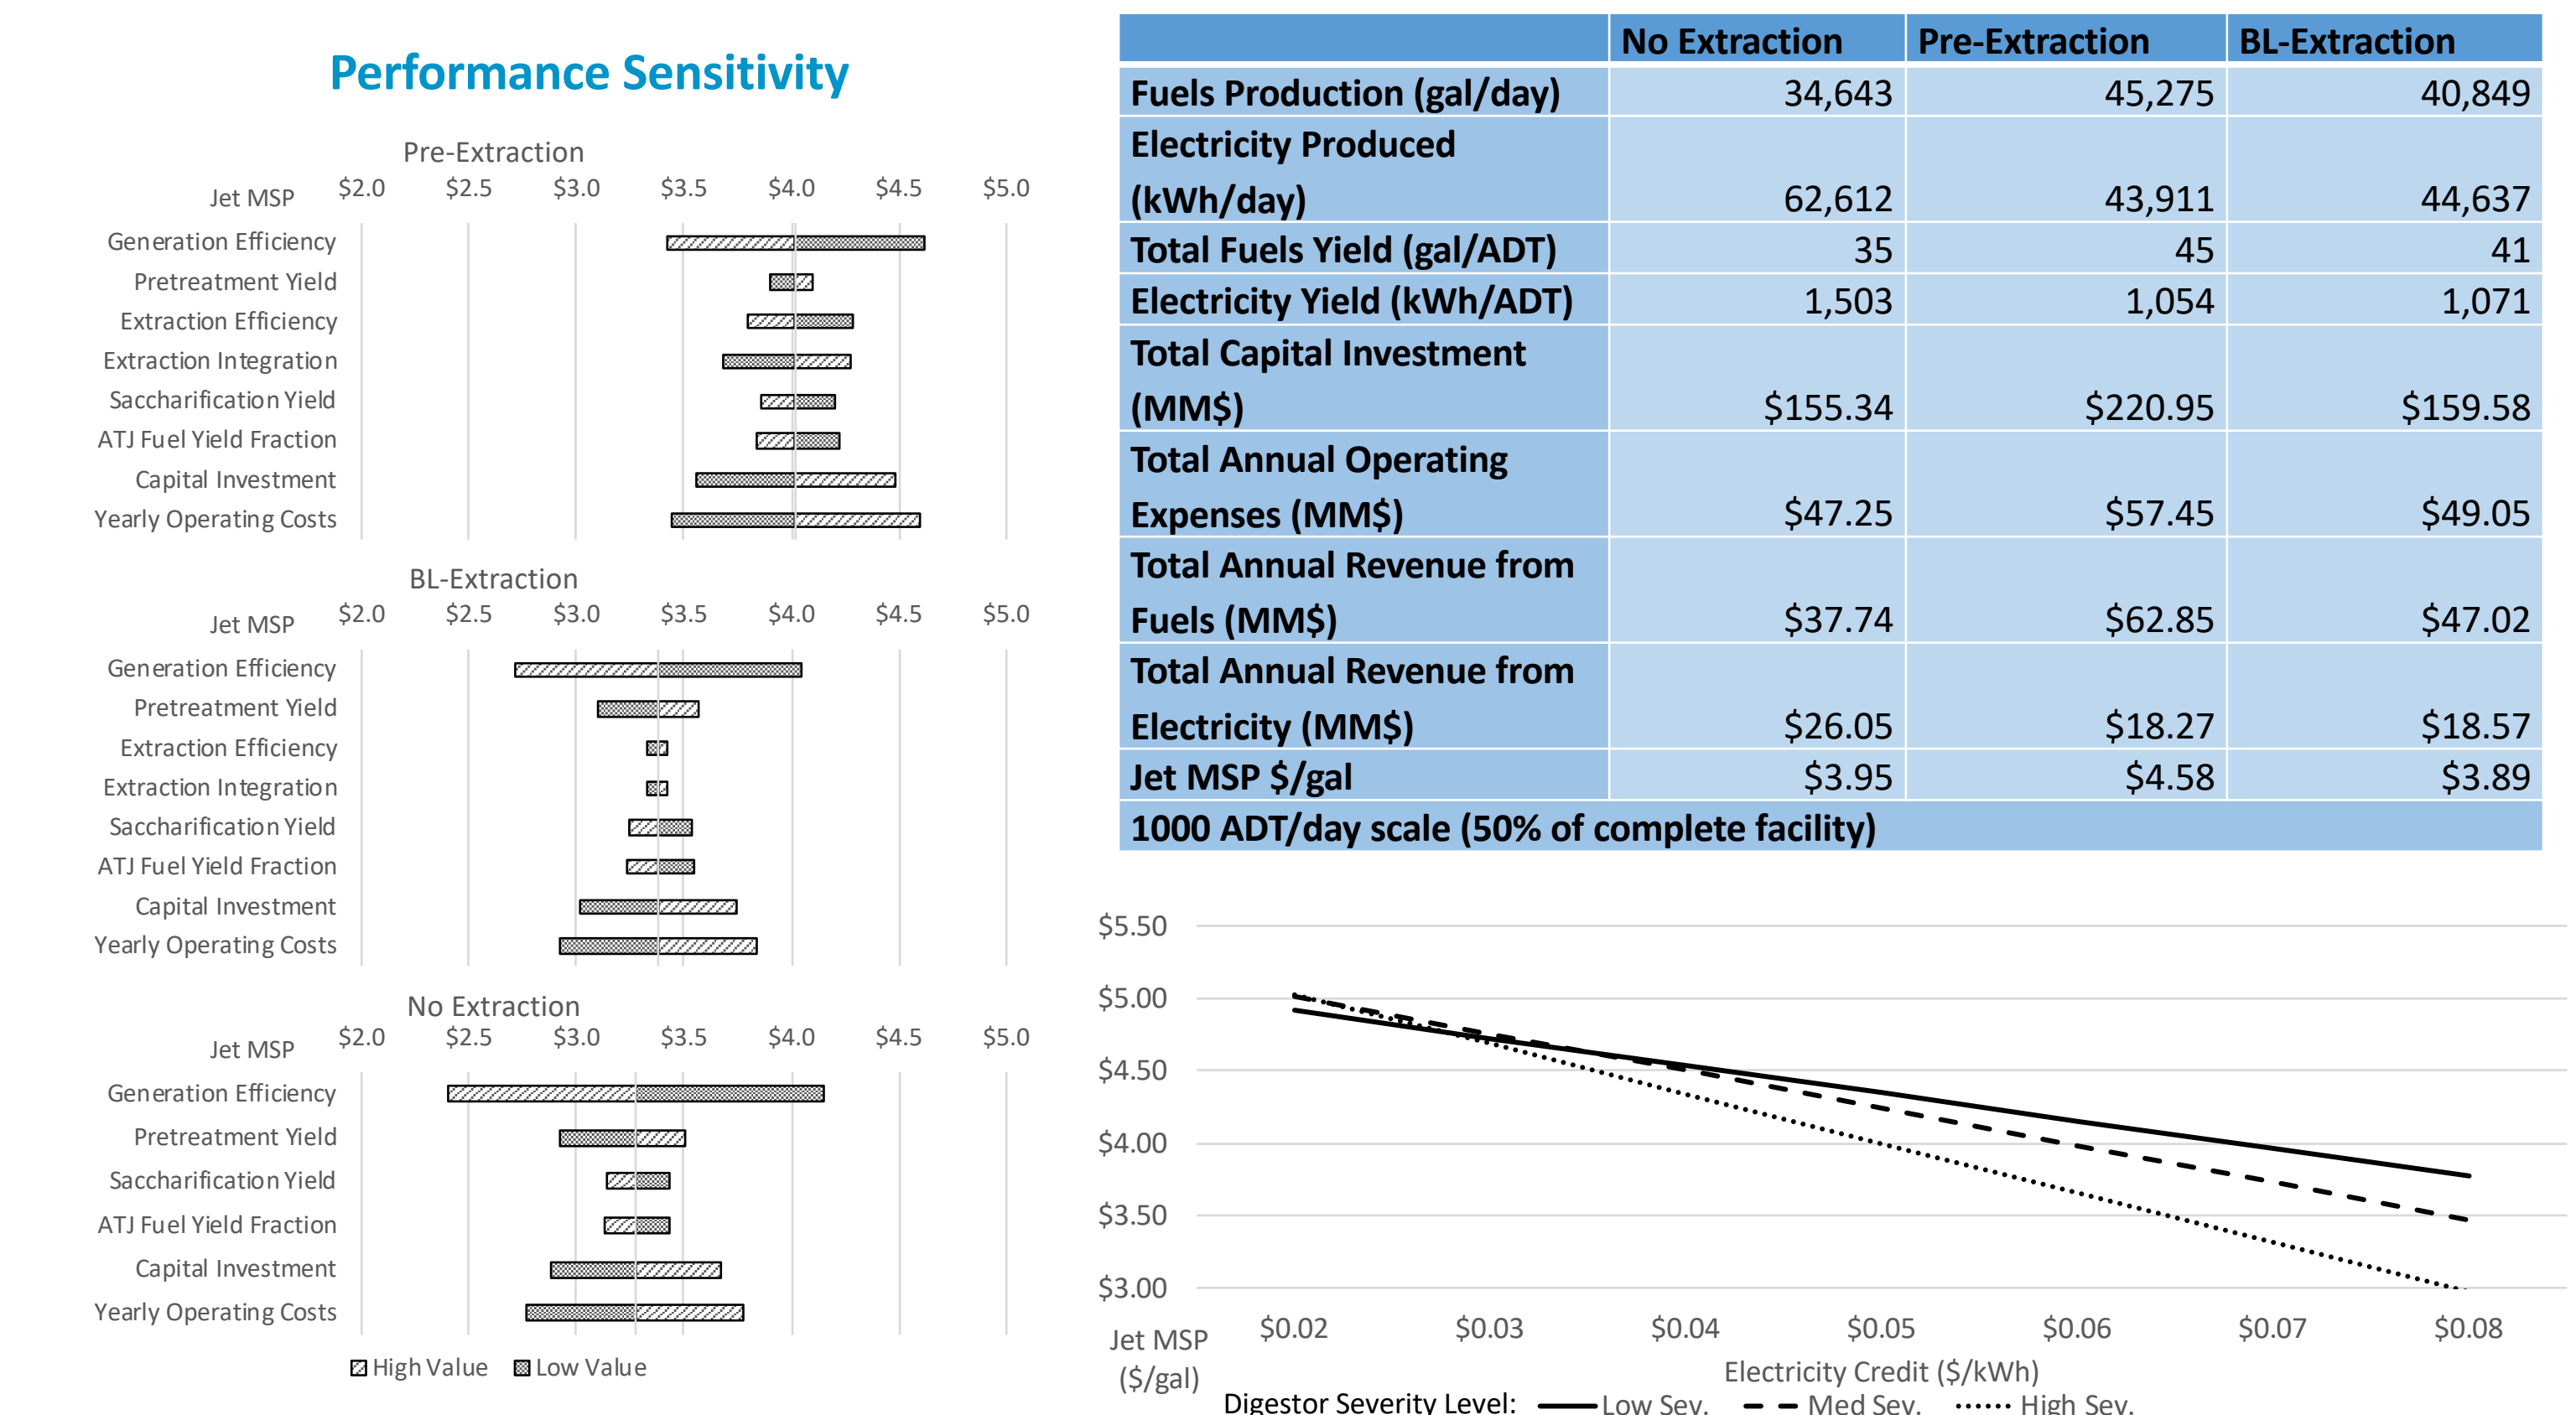 Performance Sensitivity
Pre-Extraction
Jet MSP $2.0 $2.5 $3.0 $3.5 $4.0 $4.5 $5.0
Generation Efficiency
Pretreatment Yield
Extraction Efficiency
Extraction Integration
Saccharification Yield
ATJ Fuel Yield Fraction
Capital Investment
Yearly Operating Costs
BL-Extraction
Jet MSP $2.0 $2.5 $3.0 $3.5 $4.0 $4.5 $5.0
Generation Efficiency
Pretreatment Yield
Extraction Efficiency
Extraction Integration
Saccharification Yield
ATJ Fuel Yield Fraction
Capital Investment
Yearly Operating Costs
No Extraction
Jet MSP $2.0 $2.5 $3.0 $3.5 $4.0 $4.5 $5.0
Generation Efficiency
Pretreatment Yield
Saccharification Yield
ATJ Fuel Yield Fraction
Capital Investment
Yearly Operating Costs
High Value Low Value
No Extraction Pre-Extraction BL-Extraction
Fuels Production (gal/day) 34,643 45,275 40,849
Electricity Produced
(kWh/day) 62,612 43,911 44,637
Total Fuels Yield (gal/ADT) 35 45 41
Electricity Yield (kWh/ADT) 1,503 1,054 1,071
Total Capital Investment
(MM$) $155.34 $220.95 $159.58
Total Annual Operating
Expenses (MM$) $47.25 $57.45 $49.05
Total Annual Revenue from
Fuels (MM$) $37.74 $62.85 $47.02
Total Annual Revenue from
Electricity (MM$) $26.05 $18.27 $18.57
Jet MSP $/gal $3.95 $4.58 $3.89
1000 ADT/day scale (50% of complete facility)
$5.50
$5.00
$4.50
$4.00
$3.50
$3.00
$0.02 $0.03 $0.04 $0.05 $0.06 $0.07 $0.08
Jet MSP
($/gal)
Electricity Credit ($/kWh)
Digestor Severity Level: Low Sev. Med Sev. High Sev.